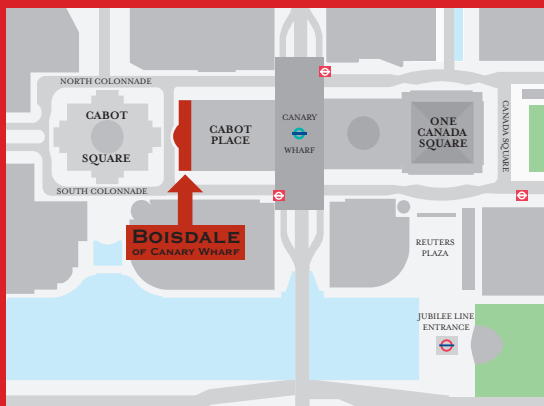 NORTH COLONNADE
CABOT
SQUARE
SOUTH COLONNADE
CABOT
PLACE
CANARY
WHARF
ONE
CANADA
SQUARE
CANADA SQUARE
BOISDALE
OF CANARY WHARF
REUTERS
PLAZA
JUBILEE LINE
ENTRANCE